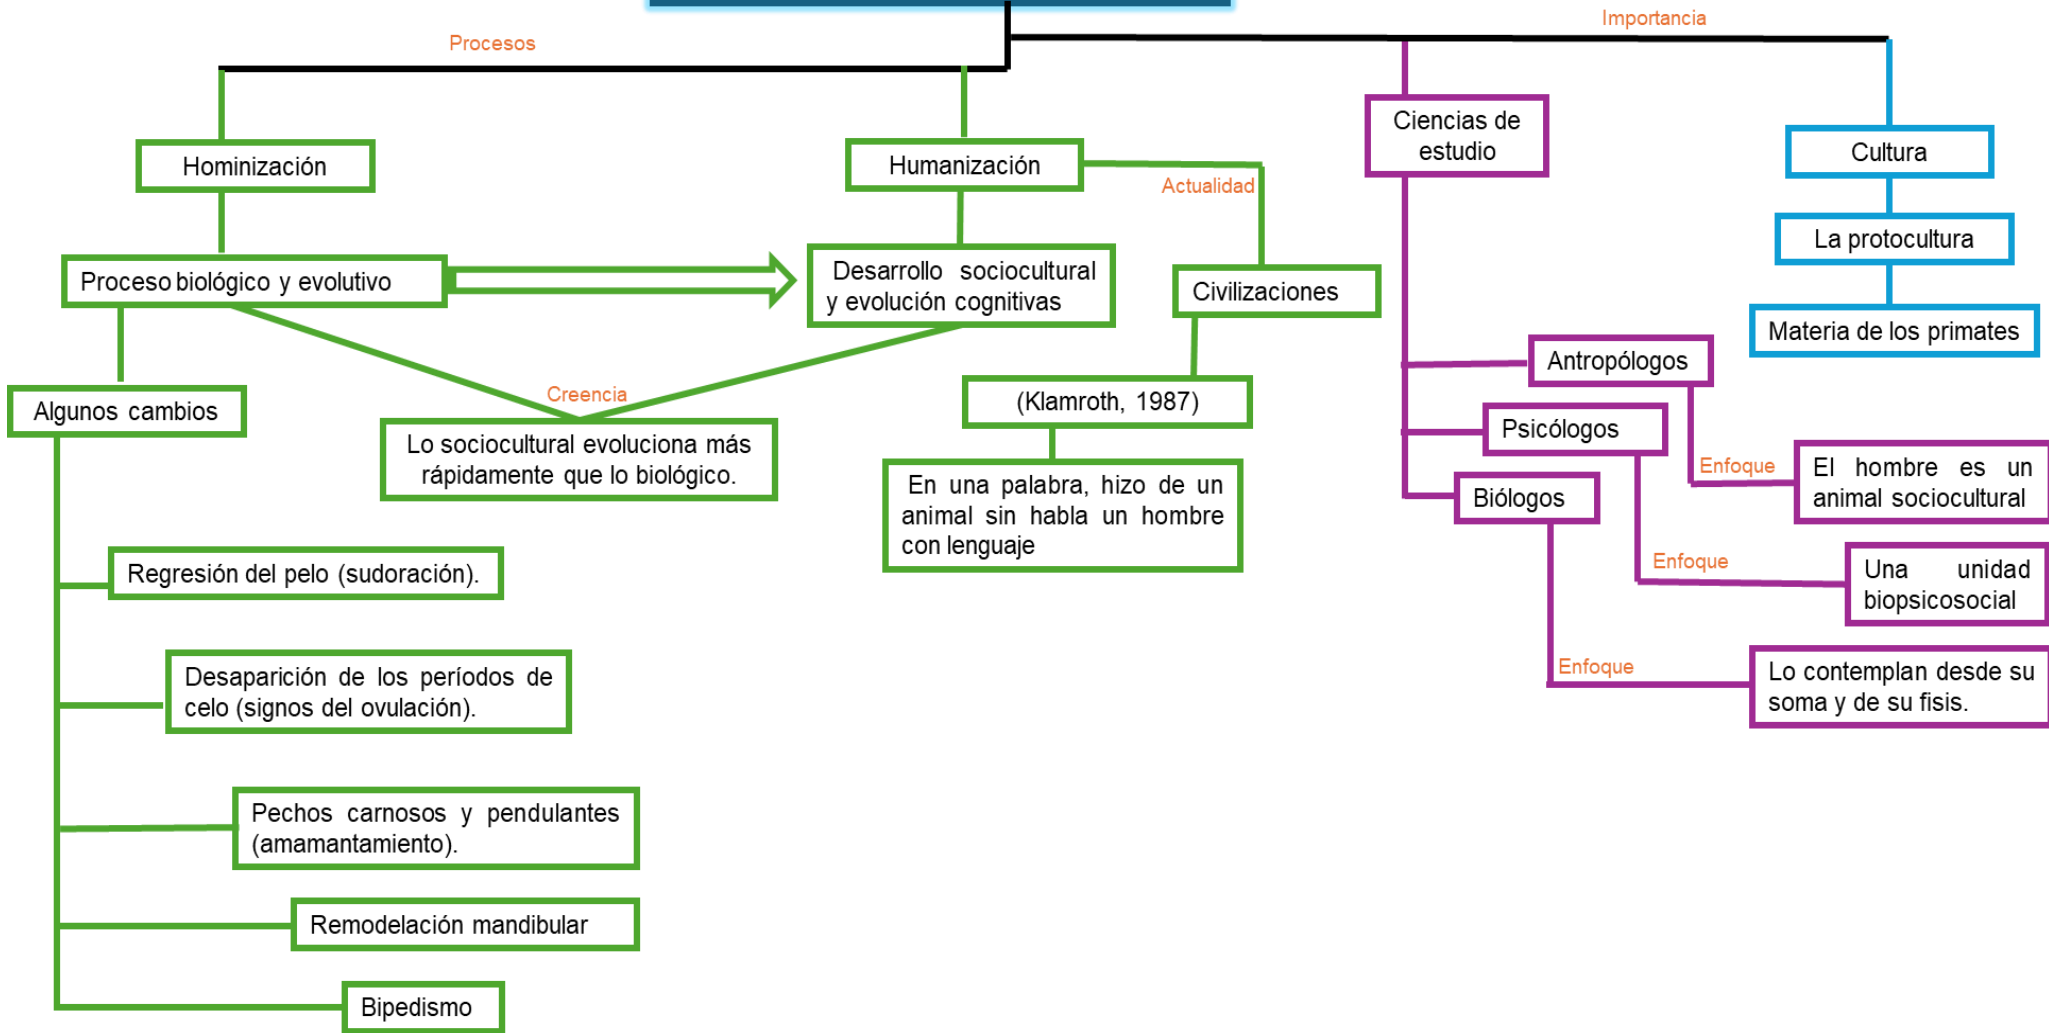 Importancia
Procesos
Hominización
Humanización
Actualidad
Ciencias de
estudio
Cultura
La protocultura
Materia de los primates
Proceso biológico y evolutivo
Desarrollo sociocultural
y evolución cognitivas
Civilizaciones
Algunos cambios
Creencia
Lo sociocultural evoluciona más
rápidamente que lo biológico.
(Klamroth, 1987)
En una palabra, hizo de un
animal sin habla un hombre
con lenguaje
Antropólogos
Psicólogos
Biólogos
Enfoque
El hombre es un
animal sociocultural
Enfoque
Una unidad
biopsicosocial
Enfoque
Lo contemplan desde su
soma y de su fisis.
Regresión del pelo (sudoración).
Desaparición de los períodos de
celo (signos del ovulación).
Pechos carnosos y pendulantes
(amamantamiento).
Remodelación mandibular
Bipedismo